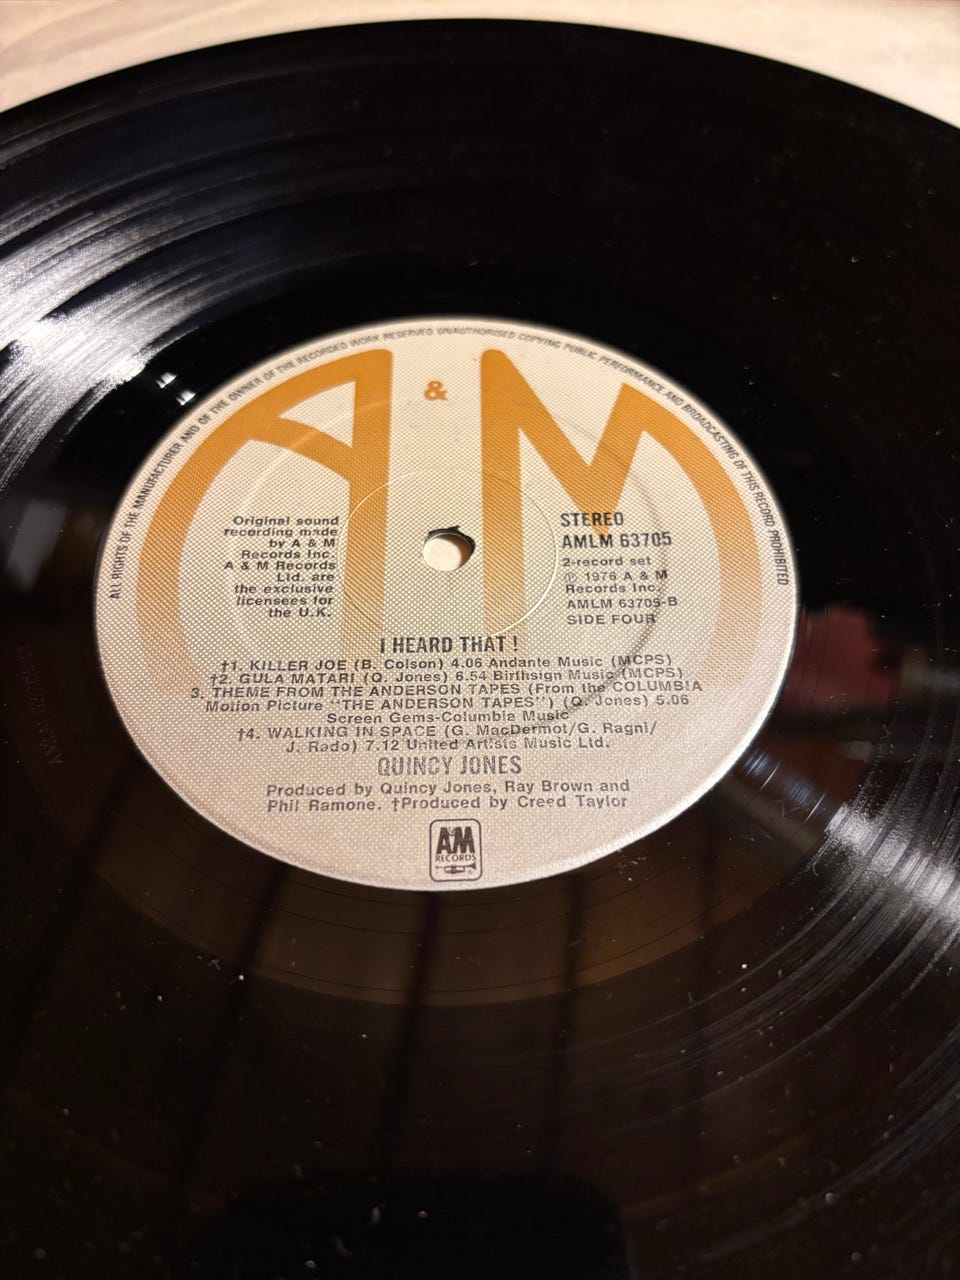 ALL RIGHTS OF THE MANUFACTURER AND OF THE OWNER OF THE RECORDED WORK RESERVED UNAUTHORISED COPYING PUBLIC PERFORMANCE AND BROADCASTING OF THIS RECORD PROHIBITED
A & M
Original sound
recording made
by A & M
Records Inc.
A & M Records
Ltd. are
the exclusive
licensees for
the U.K.
STEREO
AMLM 63705
2-record set
℗ 1976 A & M
Records Inc.
AMLM 63705-B
SIDE FOUR
I HEARD THAT !
†1. KILLER JOE (B. Colson) 4.06 Andante Music (MCPS)
†2. GULA MATARI (Q. Jones) 6.54 Birthsign Music (MCPS)
3. THEME FROM THE ANDERSON TAPES (From the COLUMBIA
Motion Picture "THE ANDERSON TAPES") (Q. Jones) 5.06
Screen Gems-Columbia Music
†4. WALKING IN SPACE (G. MacDermot/G. Ragni/
J. Rado) 7.12 United Artists Music Ltd.
QUINCY JONES
Produced by Quincy Jones, Ray Brown and
Phil Ramone. †Produced by Creed Taylor
A&M
RECORDS